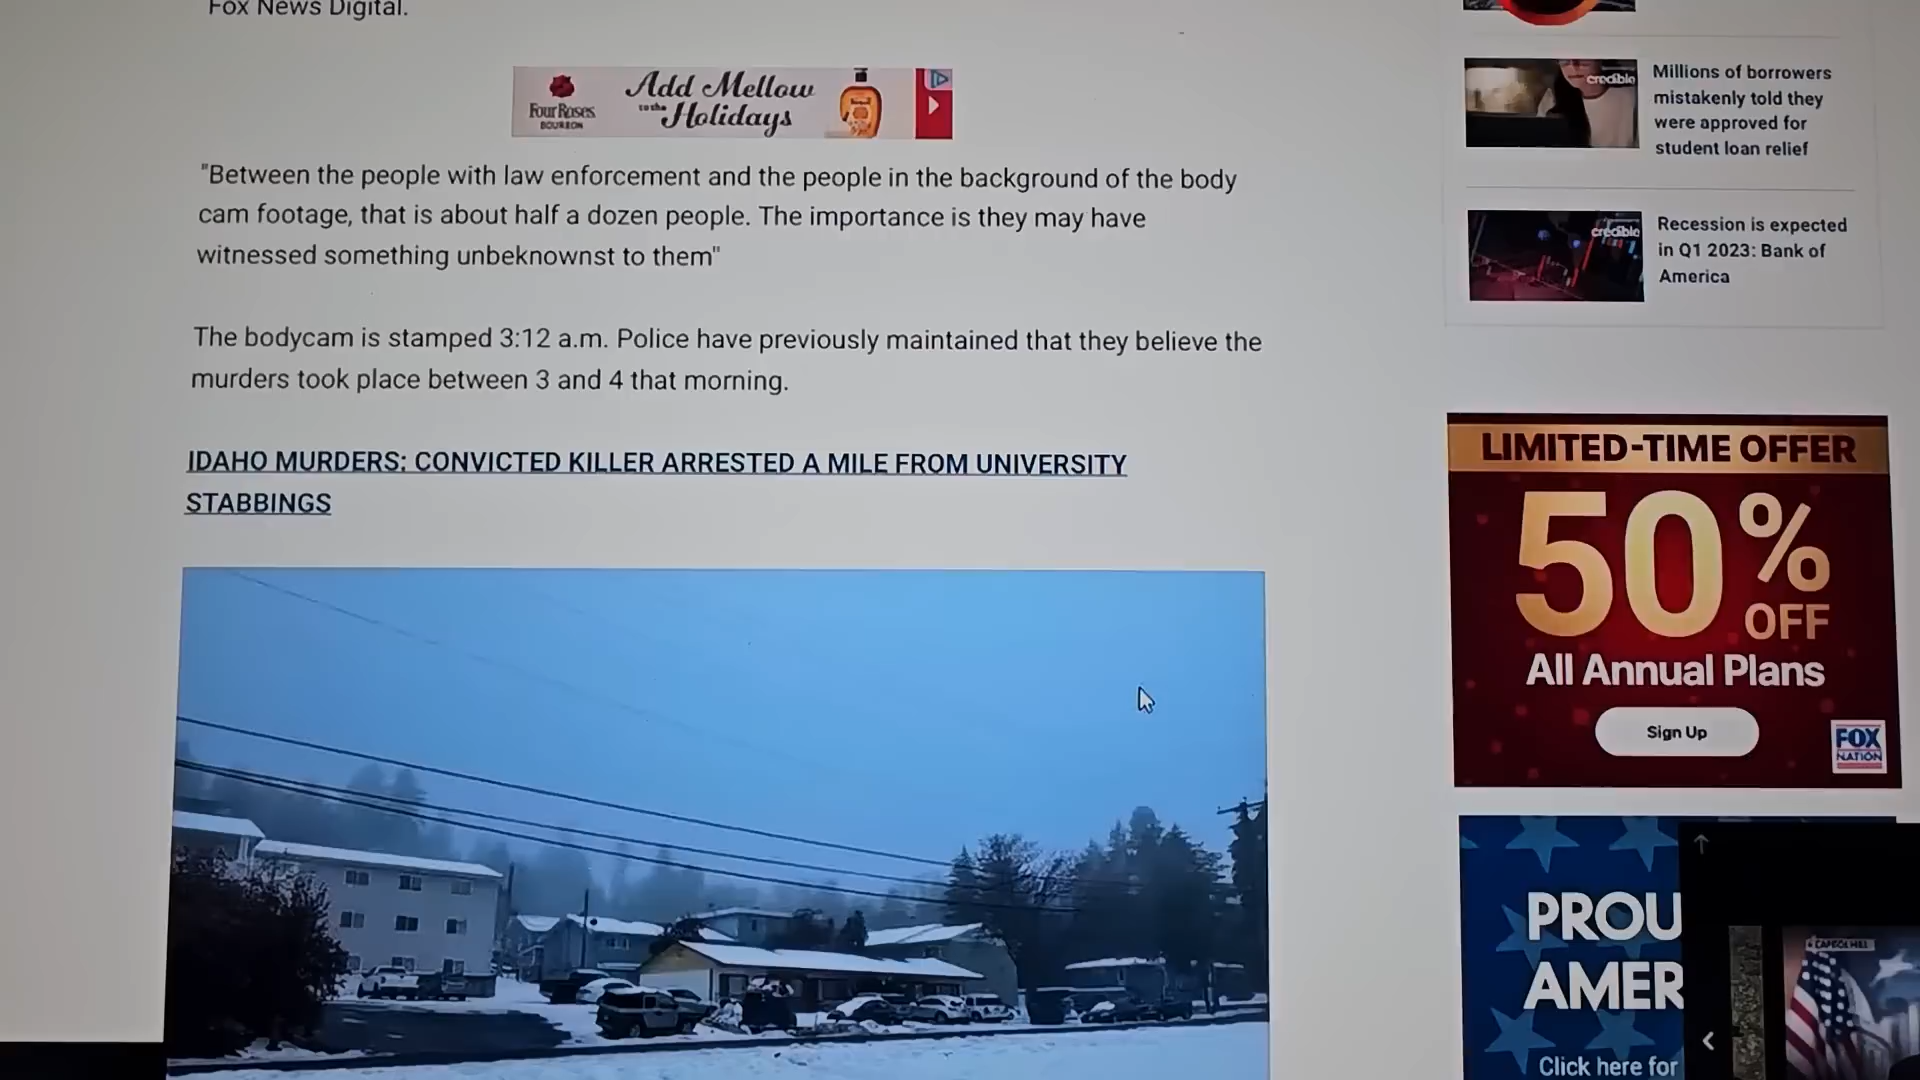 Fox News Digital.
Four Roses
BOURBON
Add Mellow
to the Holidays
"Between the people with law enforcement and the people in the background of the body
cam footage, that is about half a dozen people. The importance is they may have
witnessed something unbeknownst to them"
The bodycam is stamped 3:12 a.m. Police have previously maintained that they believe the
murders took place between 3 and 4 that morning.
IDAHO MURDERS: CONVICTED KILLER ARRESTED A MILE FROM UNIVERSITY
STABBINGS
credible
Millions of borrowers
mistakenly told they
were approved for
student loan relief
credible
Recession is expected
in Q1 2023: Bank of
America
LIMITED-TIME OFFER
50%
OFF
All Annual Plans
Sign Up
FOX
NATION
PROU
AMER
Click here for
CAPITOL HILL